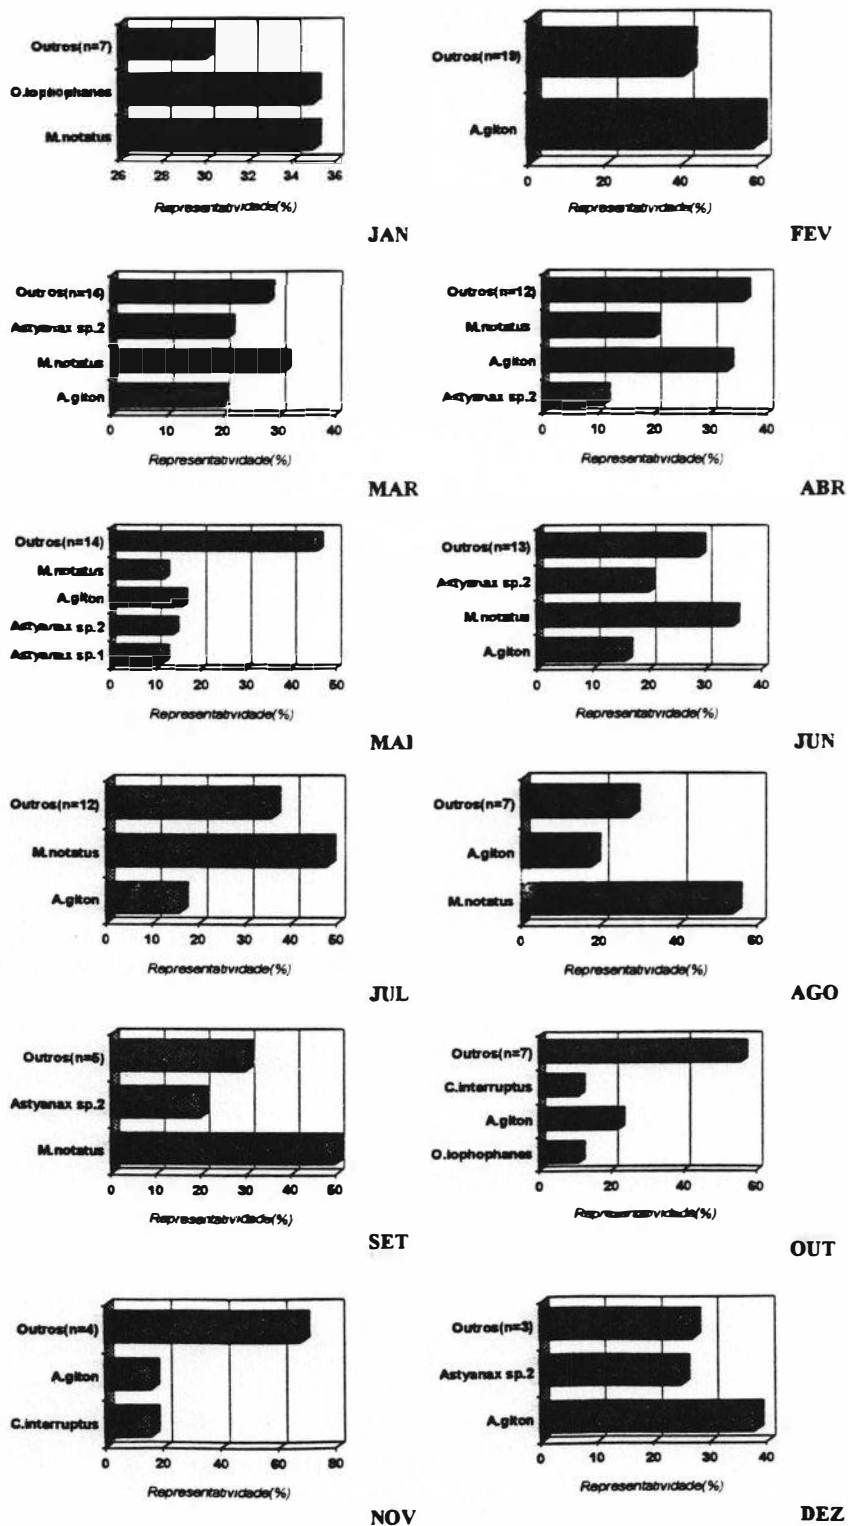 Outros(n=7)
O.lophophanes
M.notatus
26 28 30 32 34 36
Representatividade(%)
JAN
Outros(n=19)
A.giton
0 20 40 60
Representatividade(%)
FEV
Outros(n=14)
Astyanax sp.2
M.notatus
A.giton
0 10 20 30 40
Representatividade(%)
MAR
Outros(n=12)
M.notatus
A.giton
Astyanax sp.2
0 10 20 30 40
Representatividade(%)
ABR
Outros(n=14)
M.notatus
A.giton
Astyanax sp.2
Astyanax sp.1
0 10 20 30 40 50
Representatividade(%)
MAI
Outros(n=13)
Astyanax sp.2
M.notatus
A.giton
0 10 20 30 40
Representatividade(%)
JUN
Outros(n=12)
M.notatus
A.giton
0 10 20 30 40 50
Representatividade(%)
JUL
Outros(n=7)
A.giton
M.notatus
0 20 40 60
Representatividade(%)
AGO
Outros(n=5)
Astyanax sp.2
M.notatus
0 10 20 30 40 50
Representatividade(%)
SET
Outros(n=7)
C.interruptus
A.giton
O.lophophanes
0 20 40 60
Representatividade(%)
OUT
Outros(n=4)
A.giton
C.interruptus
0 20 40 60 80
Representatividade(%)
NOV
Outros(n=3)
Astyanax sp.2
A.giton
0 10 20 30 40
Representatividade(%)
DEZ